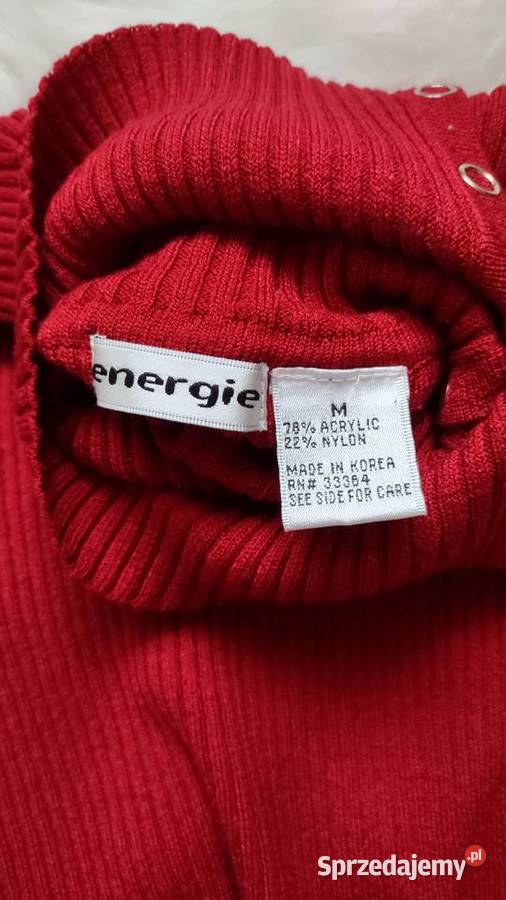 energie
M
78% ACRYLIC
22% NYLON
MADE IN KOREA
RN# 33364
SEE SIDE FOR CARE
Sprzedajemy.pl